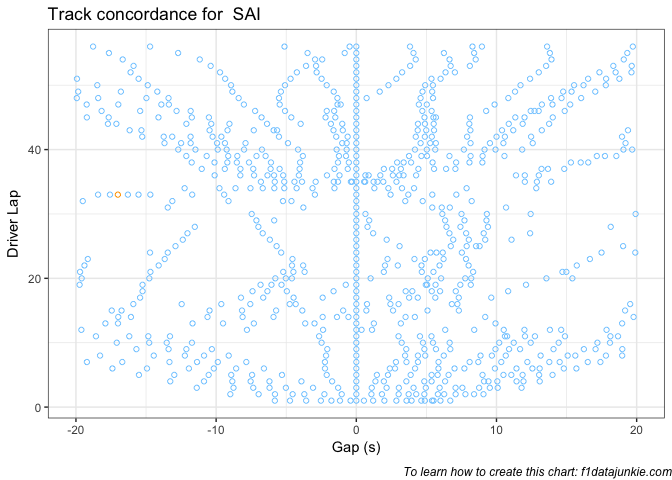 Track concordance for  SAI
Driver Lap
40
20
0
-20
-10
0
10
20
Gap (s)
To learn how to create this chart: f1datajunkie.com